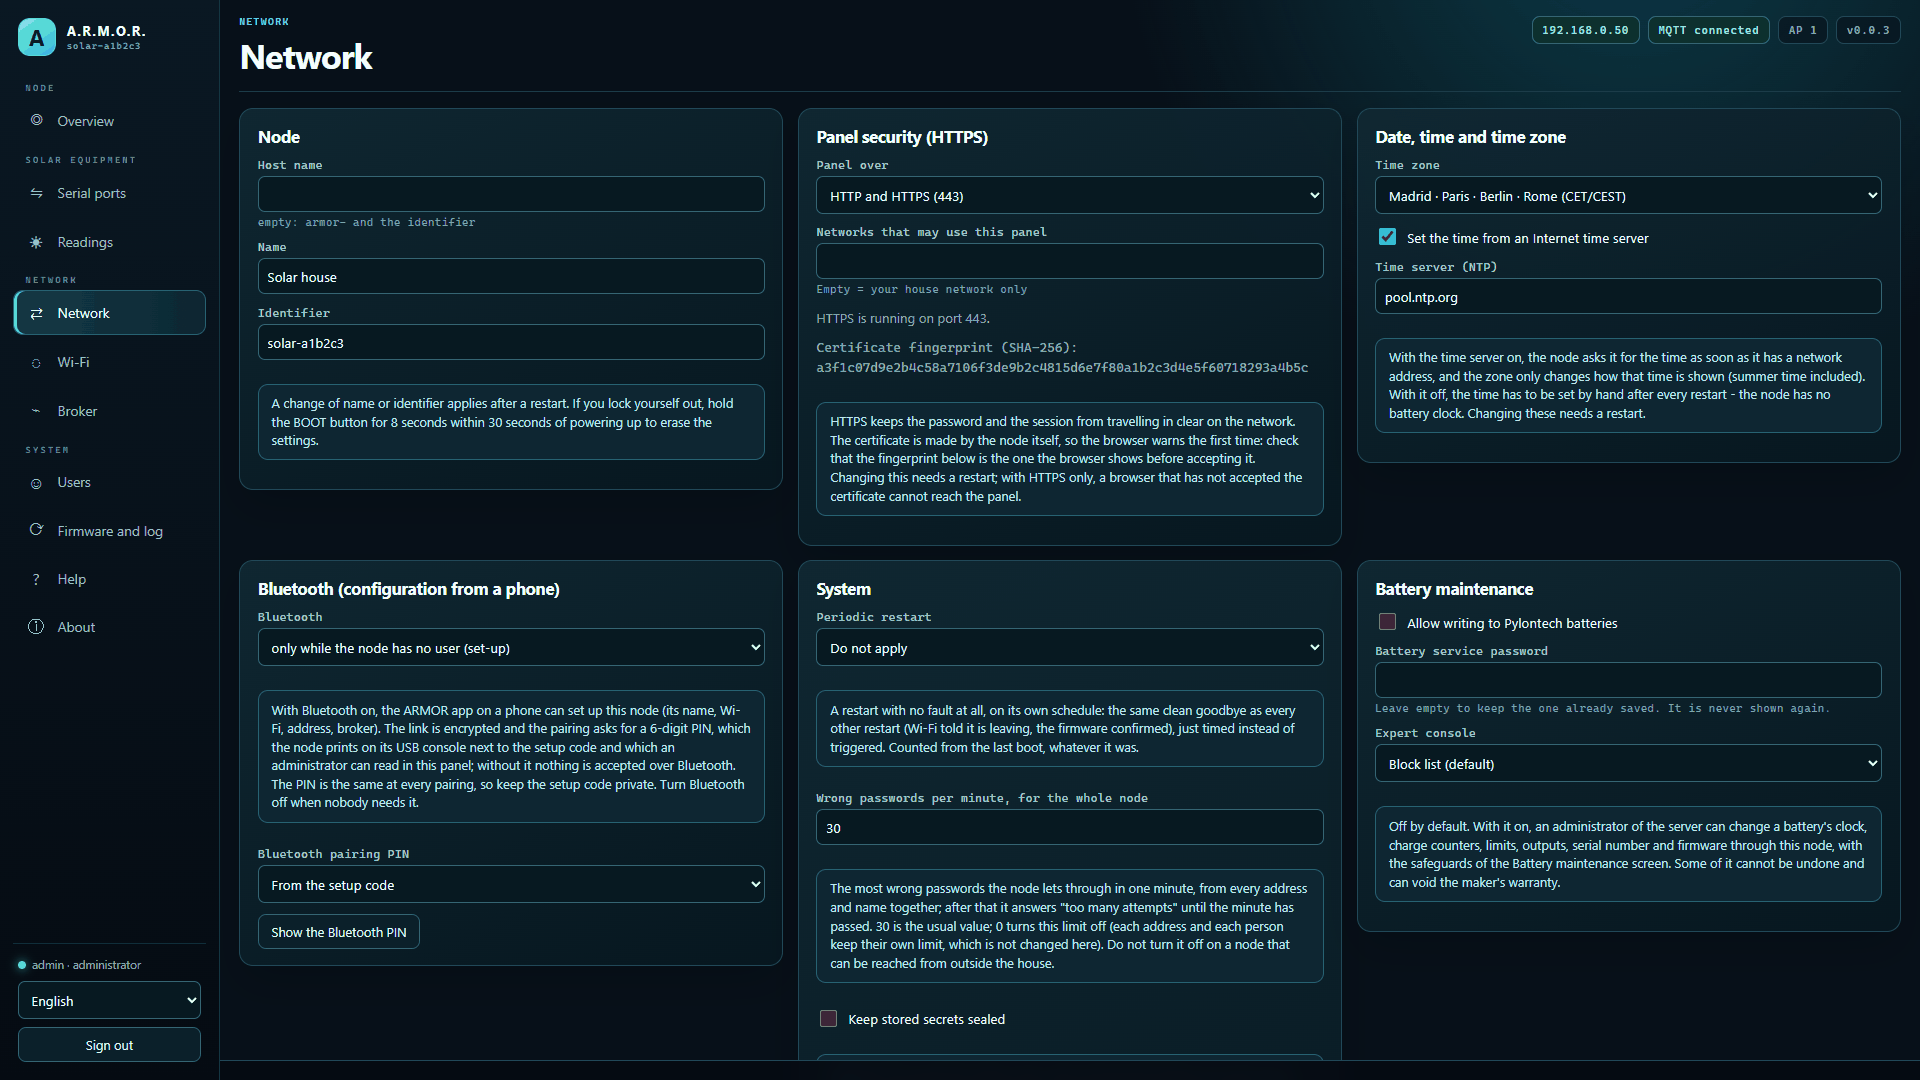 A
A.R.M.O.R.
solar-a1b2c3
NODE
Overview
SOLAR EQUIPMENT
Serial ports
Readings
NETWORK
Network
Wi-Fi
Broker
SYSTEM
Users
Firmware and log
? Help
About
admin · administrator
English
Sign out
NETWORK
Network
192.168.0.50
MQTT connected
AP 1
v0.0.3
Node
Host name
empty: armor- and the identifier
Name
Solar house
Identifier
solar-a1b2c3
A change of name or identifier applies after a restart. If you lock yourself out, hold
the BOOT button for 8 seconds within 30 seconds of powering up to erase the
settings.
Panel security (HTTPS)
Panel over
HTTP and HTTPS (443)
Networks that may use this panel
Empty = your house network only
HTTPS is running on port 443.
Certificate fingerprint (SHA-256):
a3f1c07d9e2b4c58a7106f3de9b2c4815d6e7f80a1b2c3d4e5f60718293a4b5c
HTTPS keeps the password and the session from travelling in clear on the network.
The certificate is made by the node itself, so the browser warns the first time: check
that the fingerprint below is the one the browser shows before accepting it.
Changing this needs a restart; with HTTPS only, a browser that has not accepted the
certificate cannot reach the panel.
Date, time and time zone
Time zone
Madrid · Paris · Berlin · Rome (CET/CEST)
Set the time from an Internet time server
Time server (NTP)
pool.ntp.org
With the time server on, the node asks it for the time as soon as it has a network
address, and the zone only changes how that time is shown (summer time included).
With it off, the time has to be set by hand after every restart - the node has no
battery clock. Changing these needs a restart.
Bluetooth (configuration from a phone)
Bluetooth
only while the node has no user (set-up)
With Bluetooth on, the ARMOR app on a phone can set up this node (its name, Wi-
Fi, address, broker). The link is encrypted and the pairing asks for a 6-digit PIN, which
the node prints on its USB console next to the setup code and which an
administrator can read in this panel; without it nothing is accepted over Bluetooth.
The PIN is the same at every pairing, so keep the setup code private. Turn Bluetooth
off when nobody needs it.
Bluetooth pairing PIN
From the setup code
Show the Bluetooth PIN
System
Periodic restart
Do not apply
A restart with no fault at all, on its own schedule: the same clean goodbye as every
other restart (Wi-Fi told it is leaving, the firmware confirmed), just timed instead of
triggered. Counted from the last boot, whatever it was.
Wrong passwords per minute, for the whole node
30
The most wrong passwords the node lets through in one minute, from every address
and name together; after that it answers "too many attempts" until the minute has
passed. 30 is the usual value; 0 turns this limit off (each address and each person
keep their own limit, which is not changed here). Do not turn it off on a node that
can be reached from outside the house.
Keep stored secrets sealed
Battery maintenance
Allow writing to Pylontech batteries
Battery service password
Leave empty to keep the one already saved. It is never shown again.
Expert console
Block list (default)
Off by default. With it on, an administrator of the server can change a battery's clock,
charge counters, limits, outputs, serial number and firmware through this node, with
the safeguards of the Battery maintenance screen. Some of it cannot be undone and
can void the maker's warranty.